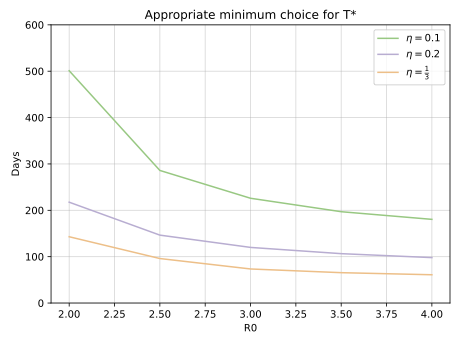 Appropriate minimum choice for T*
600
500
400
300
200
100
0
Days
η = 0.1
η = 0.2
η = 1/3
2.00 2.25 2.50 2.75 3.00 3.25 3.50 3.75 4.00
R0